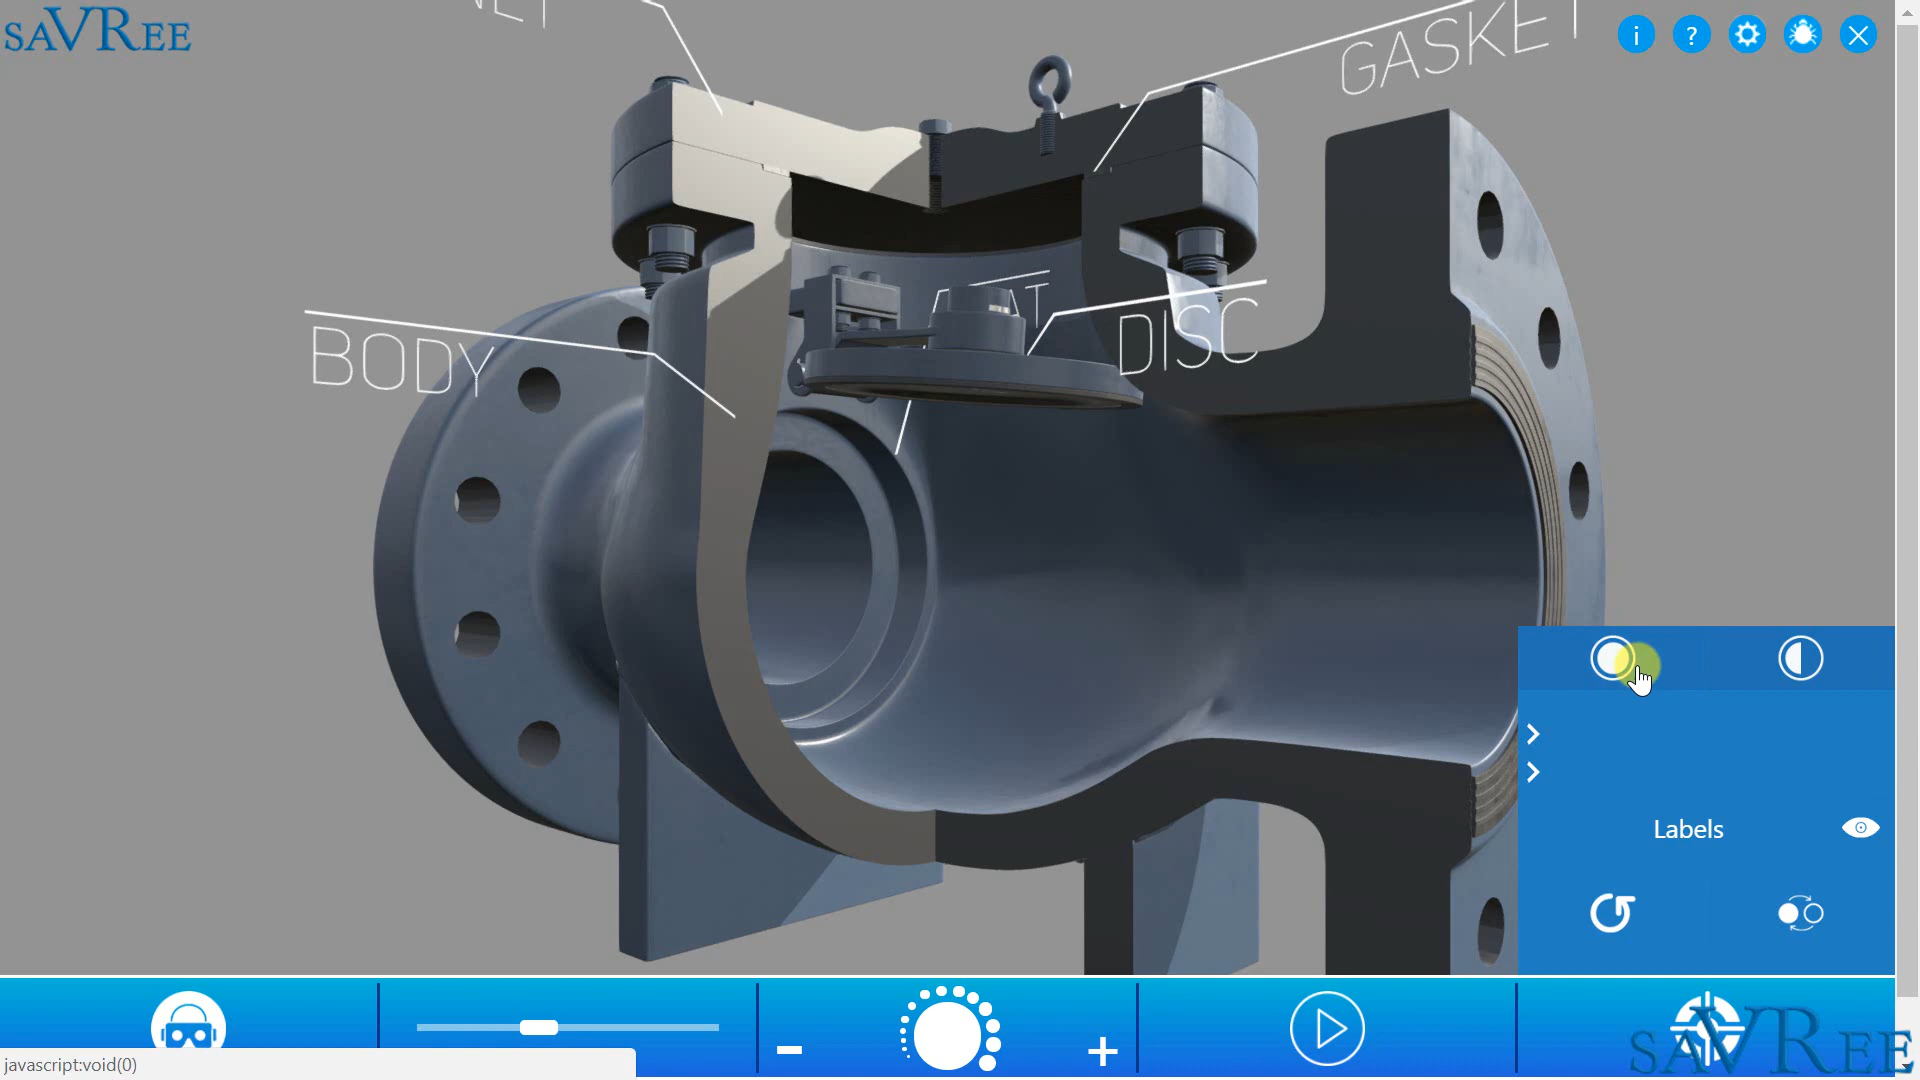 saVRee
GASKET
DISC
BODY
Labels
javascript:void(0)
saVRee